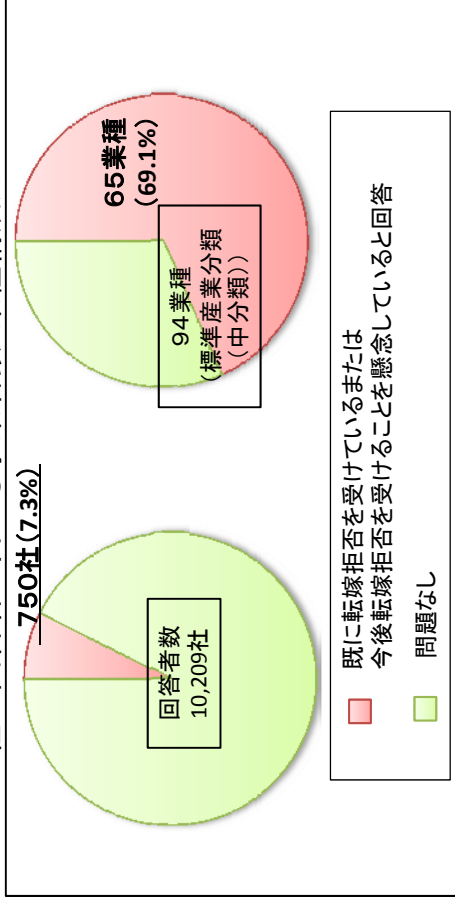 750社(7.3%)
回答者数
10,209社
65業種
(69.1%)
94業種
(標準産業分類
(中分類))
既に転嫁拒否を受けているまたは
今後転嫁拒否を受けることを懸念していると回答
問題なし